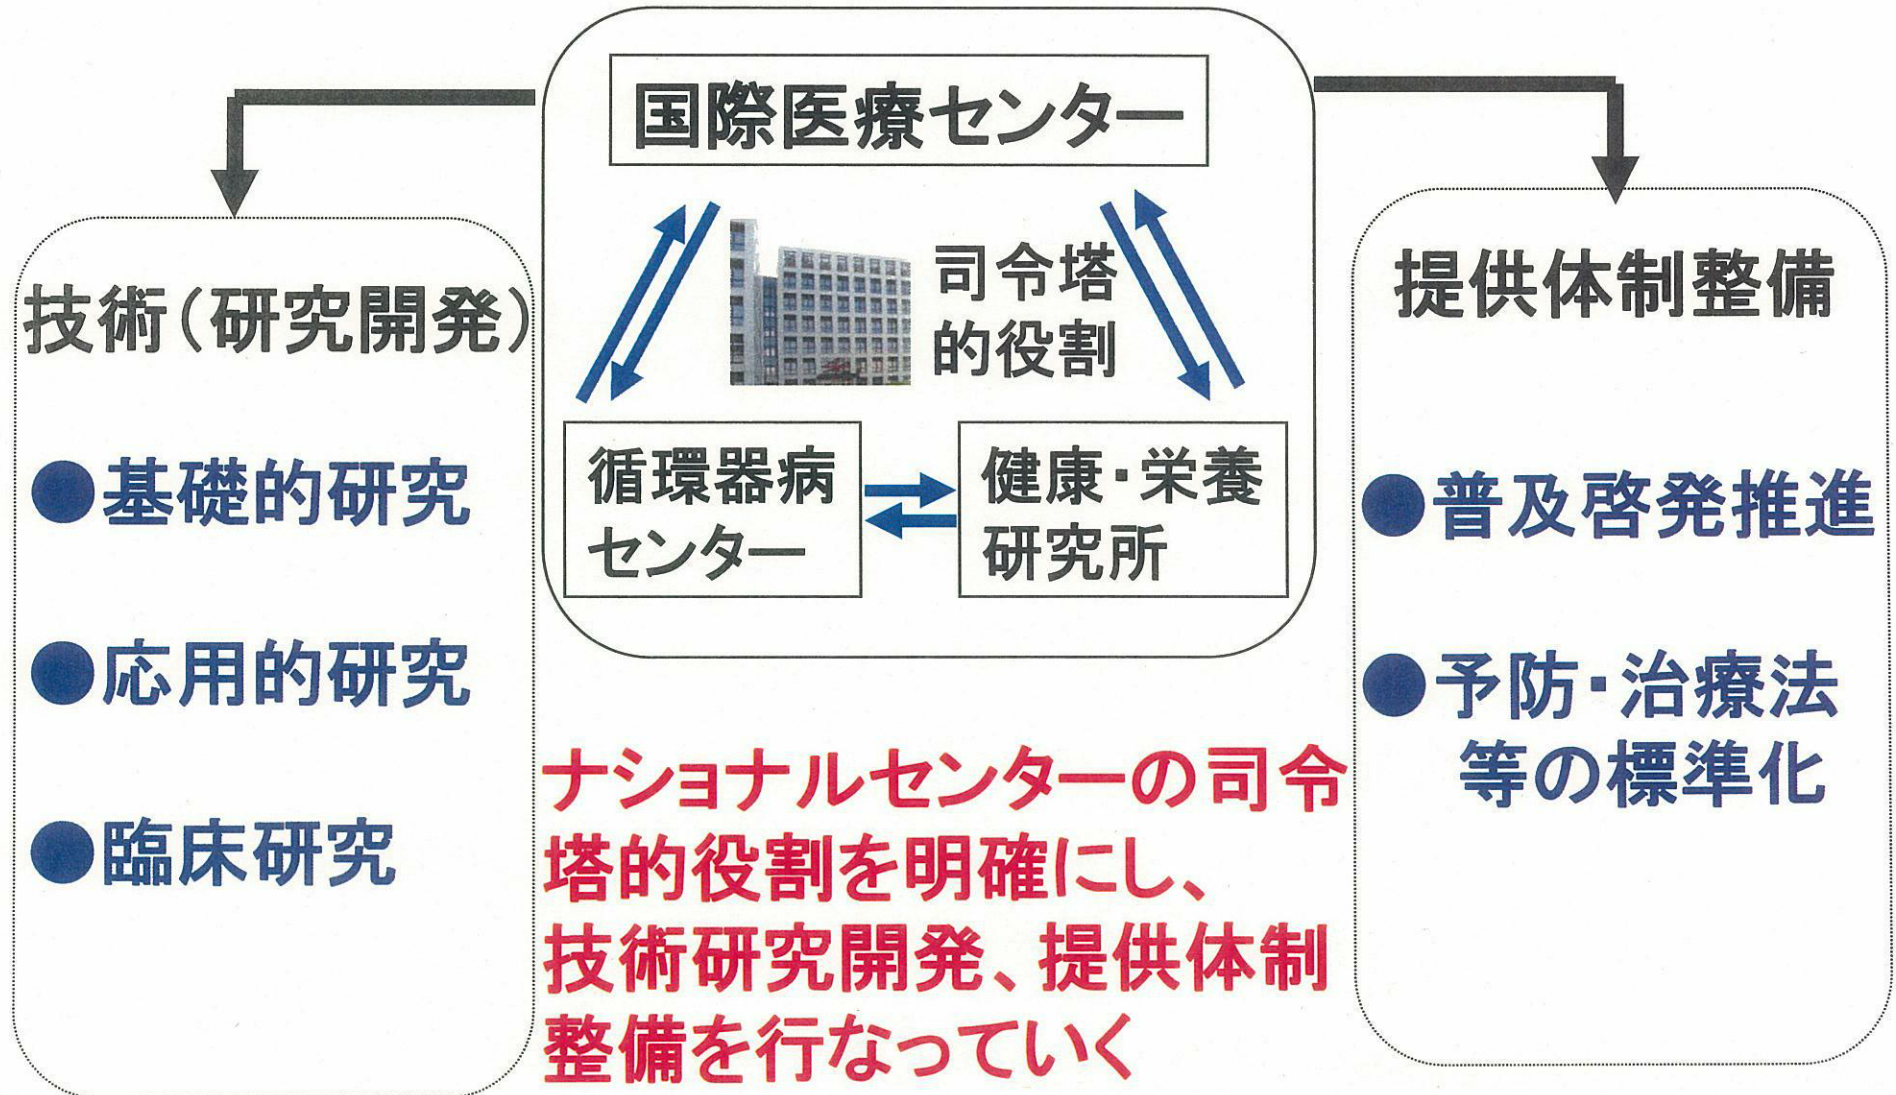 国際医療センター
司令塔
的役割
循環器病
センター
健康・栄養
研究所
技術（研究開発）
●基礎的研究
●応用的研究
●臨床研究
提供体制整備
●普及啓発推進
●予防・治療法
等の標準化
ナショナルセンターの司令
塔的役割を明確にし、
技術研究開発、提供体制
整備を行なっていく